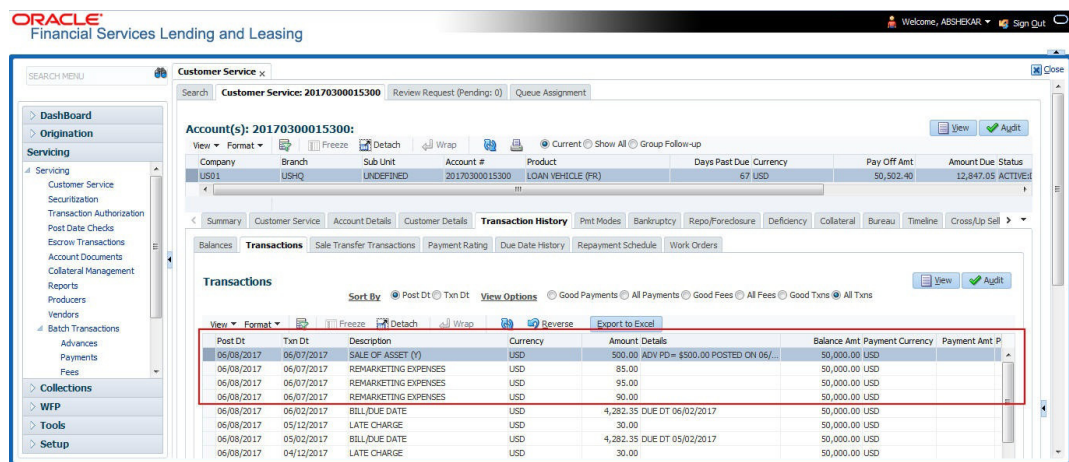 ORACLE
Financial Services Lending and Leasing
Welcome, ABSHEKAR Sign Out
SEARCH MENU
DashBoard
Origination
Servicing
Servicing
Customer Service
Securitization
Transaction Authorization
Post Date Checks
Escrow Transactions
Account Documents
Collateral Management
Reports
Producers
Vendors
Batch Transactions
Advances
Payments
Fees
Collections
WFP
Tools
Setup
Customer Service x
Close
Search Customer Service: 20170300015300 Review Request (Pending: 0) Queue Assignment
Account(s): 20170300015300:
View Audit
View Format Freeze Detach Wrap Current Show All Group Follow-up
Company Branch Sub Unit Account # Product Days Past Due Currency Pay Off Amt Amount Due Status
US01 USHQ UNDEFINED 20170300015300 LOAN VEHICLE (FR) 67 USD 50,502.40 12,847.05 ACTIVE:
Summary Customer Service Account Details Customer Details Transaction History Pmt Modes Bankruptcy Repo/Foreclosure Deficiency Collateral Bureau Timeline Cross/Up Sell
Balances Transactions Sale Transfer Transactions Payment Rating Due Date History Repayment Schedule Work Orders
Transactions
View Audit
Sort By Post Dt Txn Dt View Options Good Payments All Payments Good Fees All Fees Good Txns All Txns
View Format Freeze Detach Wrap Reverse Export to Excel
Post Dt Txn Dt Description Currency Amount Details Balance Amt Payment Currency Payment Amt P
06/08/2017 06/07/2017 SALE OF ASSET (Y) USD 500.00 ADV PD= $500.00 POSTED ON 06/... 50,000.00 USD
06/08/2017 06/07/2017 REMARKETING EXPENSES USD 85.00 50,000.00 USD
06/08/2017 06/07/2017 REMARKETING EXPENSES USD 95.00 50,000.00 USD
06/08/2017 06/07/2017 REMARKETING EXPENSES USD 90.00 50,000.00 USD
06/08/2017 06/02/2017 BILL/DUE DATE USD 4,282.35 DUE DT 06/02/2017 50,000.00 USD
06/08/2017 05/12/2017 LATE CHARGE USD 30.00 50,000.00 USD
06/08/2017 05/02/2017 BILL/DUE DATE USD 4,282.35 DUE DT 05/02/2017 50,000.00 USD
06/08/2017 04/12/2017 LATE CHARGE USD 30.00 50,000.00 USD